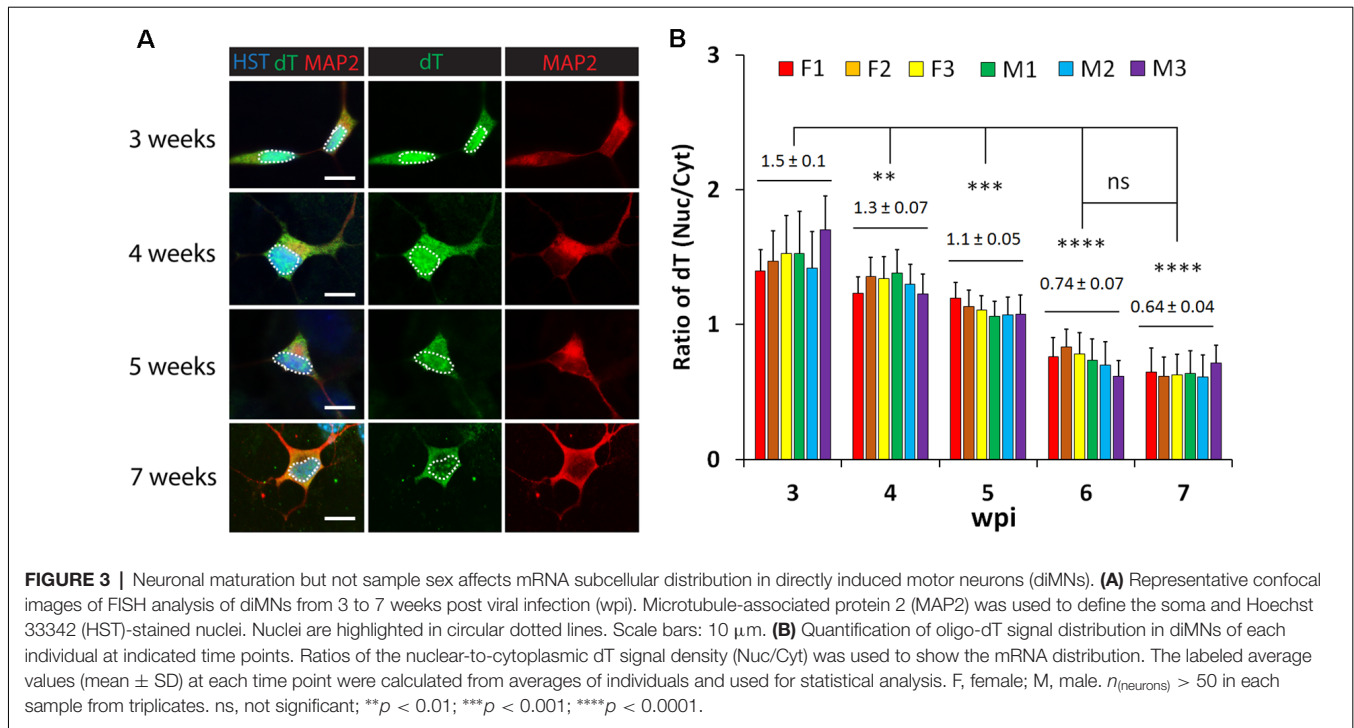 A
HST dT MAP2
dT
MAP2
3 weeks
4 weeks
5 weeks
7 weeks
B
Ratio of dT (Nuc/Cyt)
3
2
1
0
F1 F2 F3 M1 M2 M3
1.5 ± 0.1
**
1.3 ± 0.07
***
1.1 ± 0.05
ns
****
0.74 ± 0.07
****
0.64 ± 0.04
3 4 5 6 7
wpi
FIGURE 3 | Neuronal maturation but not sample sex affects mRNA subcellular distribution in directly induced motor neurons (diMNs). (A) Representative confocal
images of FISH analysis of diMNs from 3 to 7 weeks post viral infection (wpi). Microtubule-associated protein 2 (MAP2) was used to define the soma and Hoechst
33342 (HST)-stained nuclei. Nuclei are highlighted in circular dotted lines. Scale bars: 10 μm. (B) Quantification of oligo-dT signal distribution in diMNs of each
individual at indicated time points. Ratios of the nuclear-to-cytoplasmic dT signal density (Nuc/Cyt) was used to show the mRNA distribution. The labeled average
values (mean ± SD) at each time point were calculated from averages of individuals and used for statistical analysis. F, female; M, male. n(neurons) > 50 in each
sample from triplicates. ns, not significant; **p < 0.01; ***p < 0.001; ****p < 0.0001.